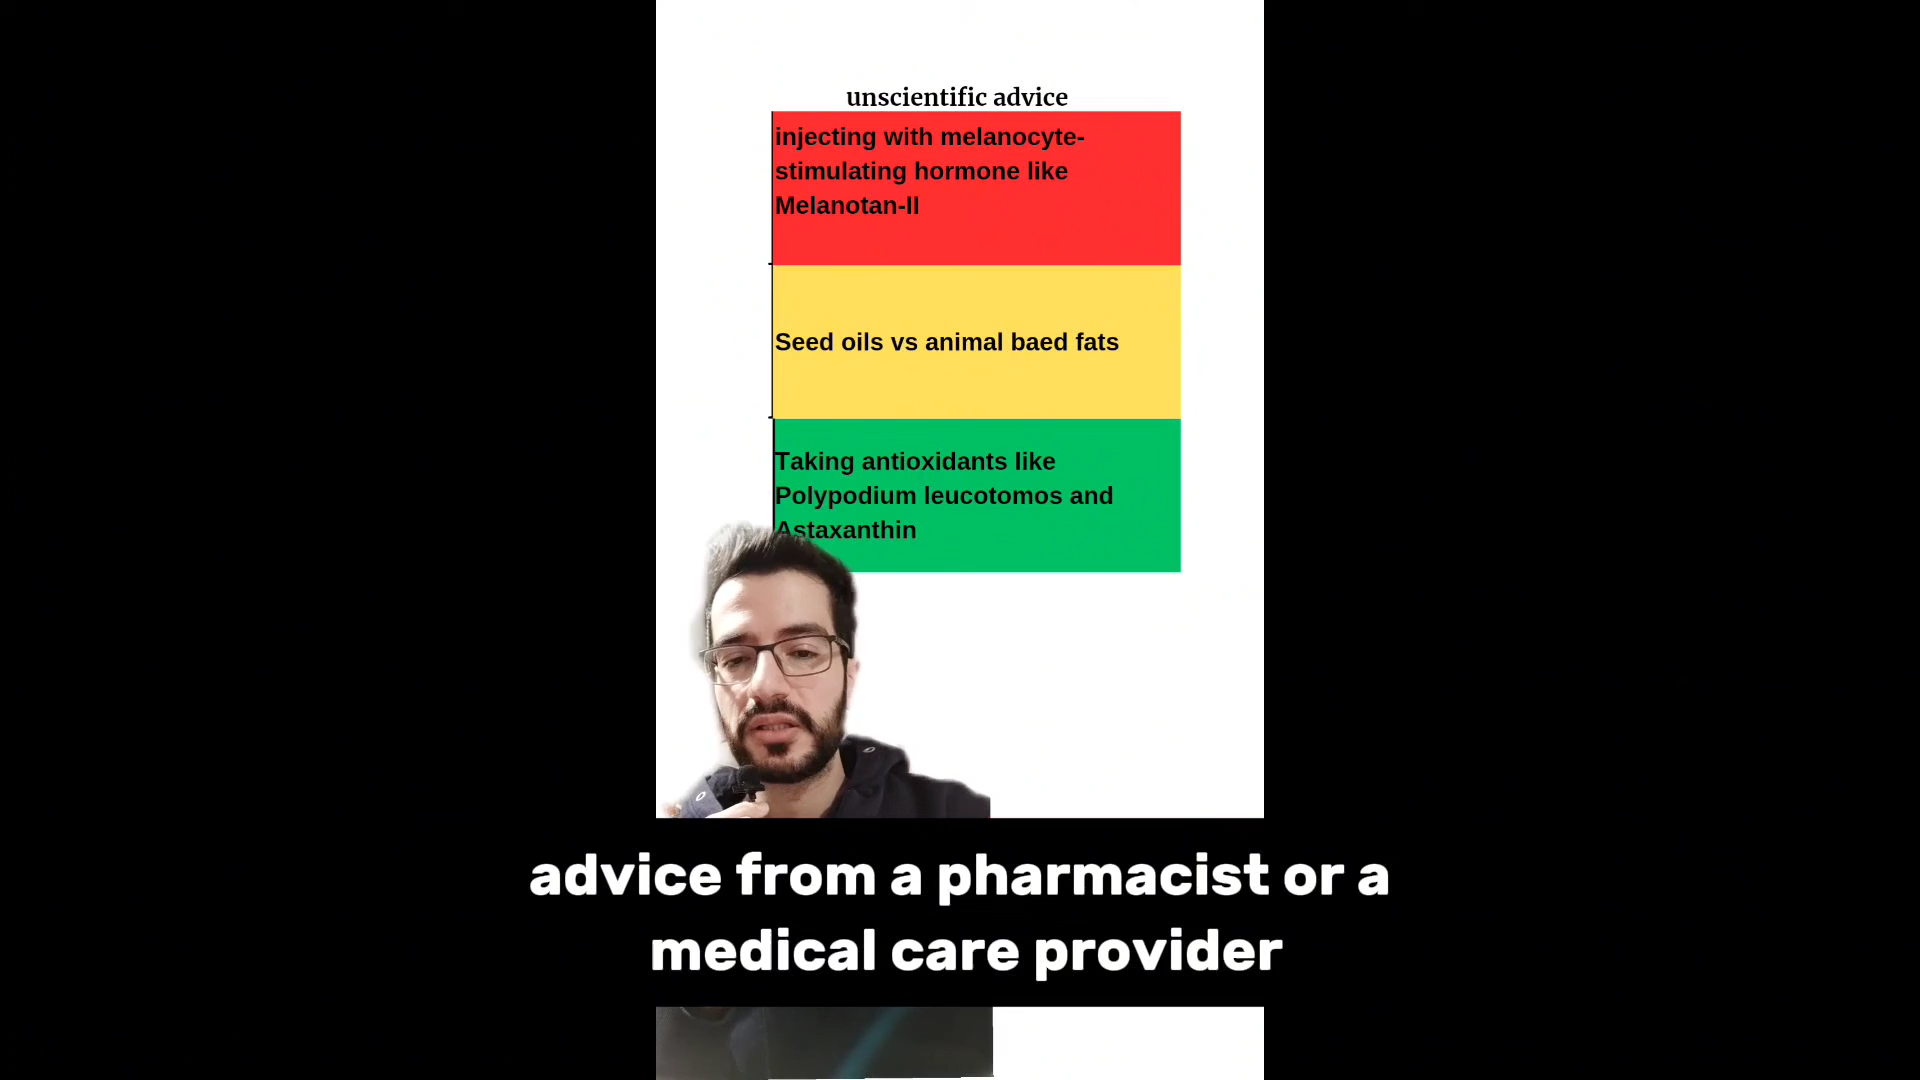 unscientific advice
injecting with melanocyte-
stimulating hormone like
Melanotan-II
Seed oils vs animal baed fats
Taking antioxidants like
Polypodium leucotomos and
Astaxanthin
advice from a pharmacist or a
medical care provider